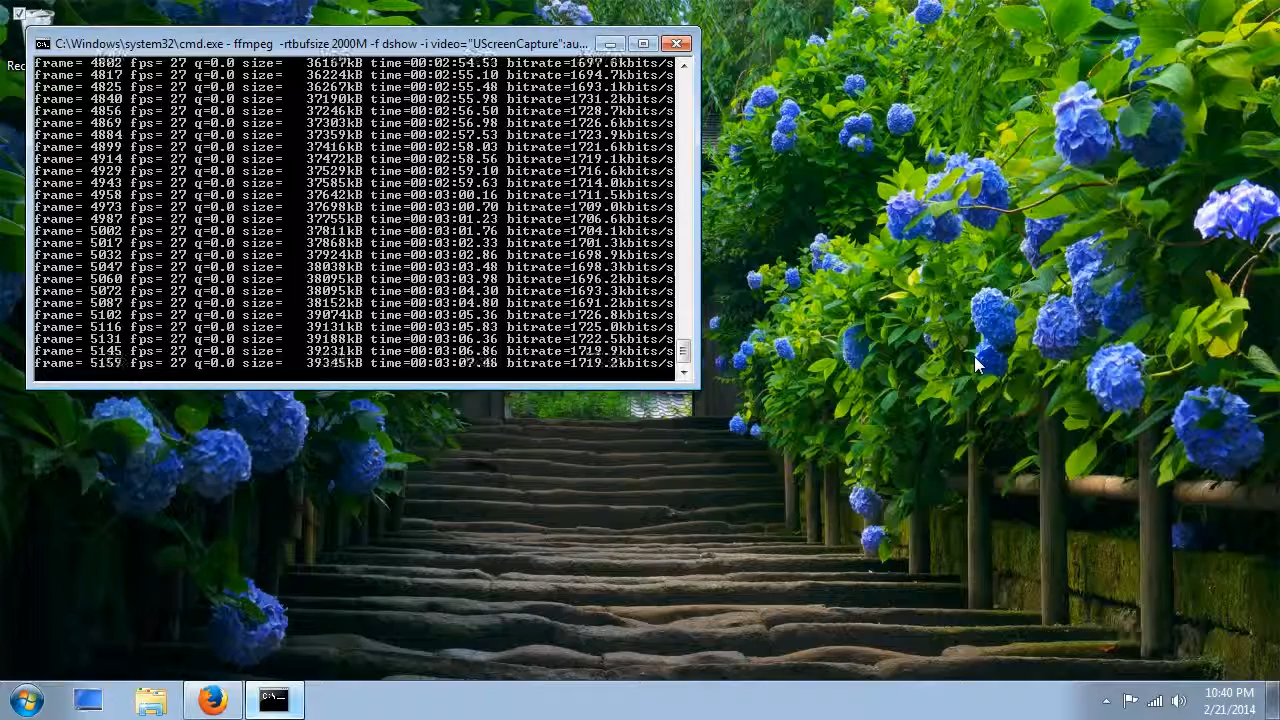 C:\Windows\system32\cmd.exe - ffmpeg -rtbufsize 2000M -f dshow -i video="UScreenCapture":au...
Rec
frame= 4802 fps= 27 q=0.0 size= 36167kB time=00:02:54.53 bitrate=1697.6kbits/s
frame= 4817 fps= 27 q=0.0 size= 36224kB time=00:02:55.10 bitrate=1694.7kbits/s
frame= 4825 fps= 27 q=0.0 size= 36267kB time=00:02:55.48 bitrate=1693.1kbits/s
frame= 4840 fps= 27 q=0.0 size= 37190kB time=00:02:55.98 bitrate=1731.2kbits/s
frame= 4855 fps= 27 q=0.0 size= 37248kB time=00:02:56.48 bitrate=1728.7kbits/s
frame= 4869 fps= 27 q=0.0 size= 37305kB time=00:02:56.98 bitrate=1726.6kbits/s
frame= 4884 fps= 27 q=0.0 size= 37359kB time=00:02:57.53 bitrate=1723.9kbits/s
frame= 4899 fps= 27 q=0.0 size= 37416kB time=00:02:58.03 bitrate=1721.6kbits/s
frame= 4914 fps= 27 q=0.0 size= 37472kB time=00:02:58.56 bitrate=1719.1kbits/s
frame= 4929 fps= 27 q=0.0 size= 37529kB time=00:02:59.10 bitrate=1716.6kbits/s
frame= 4943 fps= 27 q=0.0 size= 37585kB time=00:02:59.63 bitrate=1714.0kbits/s
frame= 4958 fps= 27 q=0.0 size= 37642kB time=00:03:00.16 bitrate=1711.5kbits/s
frame= 4973 fps= 27 q=0.0 size= 37698kB time=00:03:00.70 bitrate=1709.0kbits/s
frame= 4987 fps= 27 q=0.0 size= 37755kB time=00:03:01.23 bitrate=1706.6kbits/s
frame= 5002 fps= 27 q=0.0 size= 37811kB time=00:03:01.76 bitrate=1704.1kbits/s
frame= 5017 fps= 27 q=0.0 size= 37868kB time=00:03:02.33 bitrate=1701.3kbits/s
frame= 5032 fps= 27 q=0.0 size= 37924kB time=00:03:02.86 bitrate=1698.9kbits/s
frame= 5047 fps= 27 q=0.0 size= 38038kB time=00:03:03.48 bitrate=1698.3kbits/s
frame= 5060 fps= 27 q=0.0 size= 38095kB time=00:03:03.98 bitrate=1696.2kbits/s
frame= 5072 fps= 27 q=0.0 size= 38095kB time=00:03:04.30 bitrate=1693.3kbits/s
frame= 5087 fps= 27 q=0.0 size= 38152kB time=00:03:04.80 bitrate=1691.2kbits/s
frame= 5102 fps= 27 q=0.0 size= 39074kB time=00:03:05.36 bitrate=1726.8kbits/s
frame= 5116 fps= 27 q=0.0 size= 39131kB time=00:03:05.83 bitrate=1725.0kbits/s
frame= 5131 fps= 27 q=0.0 size= 39188kB time=00:03:06.36 bitrate=1722.5kbits/s
frame= 5145 fps= 27 q=0.0 size= 39231kB time=00:03:06.86 bitrate=1719.9kbits/s
frame= 5159 fps= 27 q=0.0 size= 39345kB time=00:03:07.48 bitrate=1719.2kbits/s
10:40 PM
2/21/2014